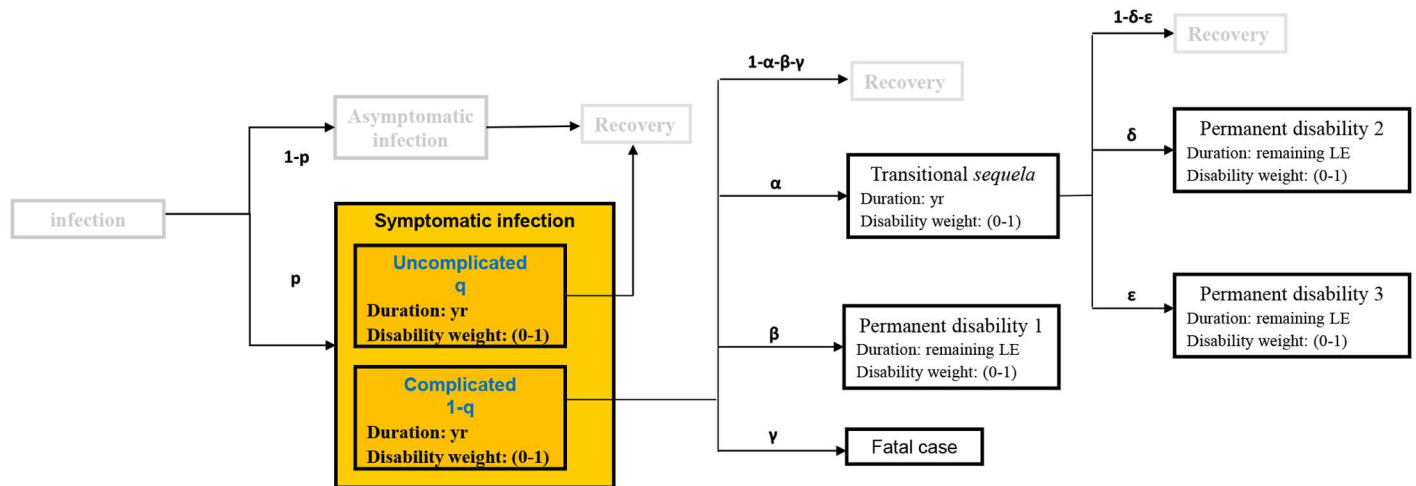 infection
1-p
p
Asymptomatic
infection
Recovery
Symptomatic infection
Uncomplicated
q
Duration: yr
Disability weight: (0-1)
Complicated
1-q
Duration: yr
Disability weight: (0-1)
1-α-β-γ
Recovery
α
Transitional sequela
Duration: yr
Disability weight: (0-1)
β
Permanent disability 1
Duration: remaining LE
Disability weight: (0-1)
γ
Fatal case
1-δ-ε
Recovery
δ
Permanent disability 2
Duration: remaining LE
Disability weight: (0-1)
ε
Permanent disability 3
Duration: remaining LE
Disability weight: (0-1)